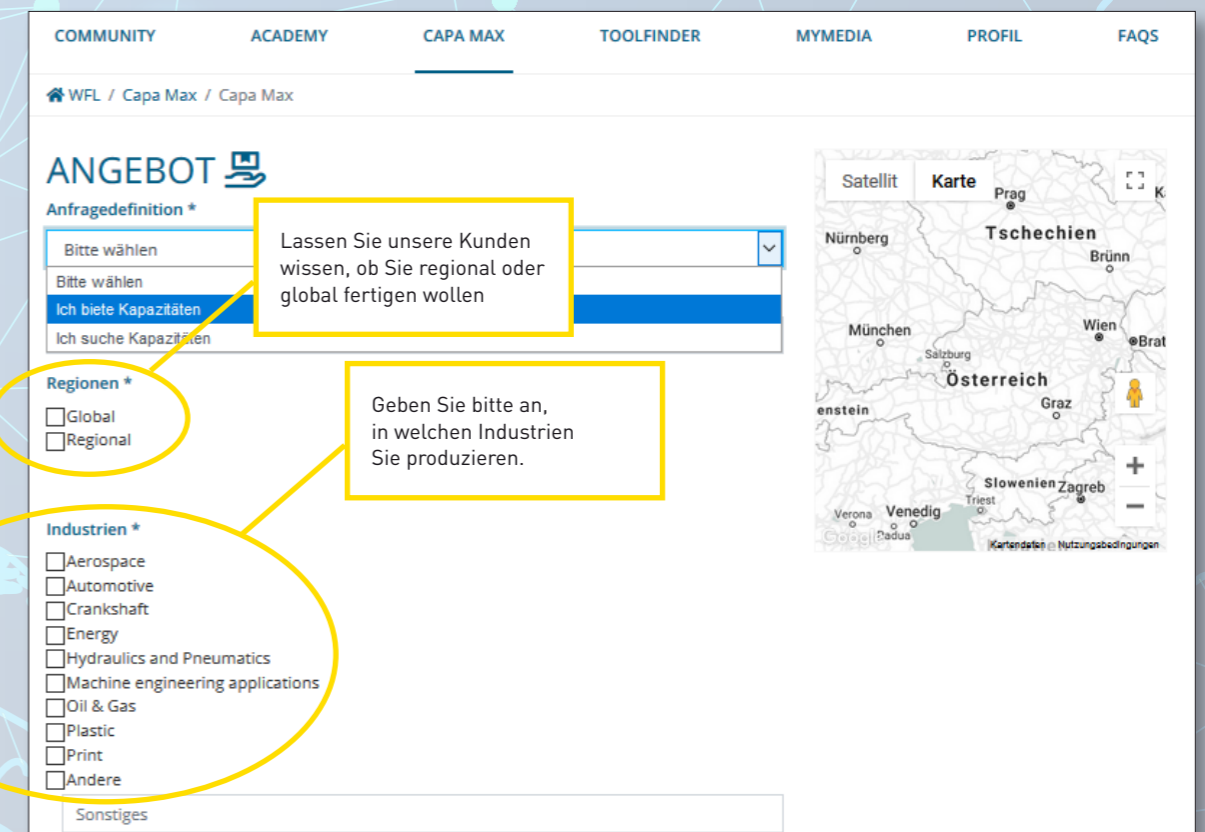 COMMUNITY ACADEMY CAPA MAX TOOLFINDER MYMEDIA PROFIL FAQS
WFL / Capa Max / Capa Max
ANGEBOT
Anfragedefinition *
Bitte wählen
Bitte wählen
Ich biete Kapazitäten
Ich suche Kapazitäten
Lassen Sie unsere Kunden
wissen, ob Sie regional oder
global fertigen wollen
Regionen *
Global
Regional
Geben Sie bitte an,
in welchen Industrien
Sie produzieren.
Industrien *
Aerospace
Automotive
Crankshaft
Energy
Hydraulics and Pneumatics
Machine engineering applications
Oil & Gas
Plastic
Print
Andere
Sonstiges
Satellit Karte
Prag
K
Nürnberg
Tschechien
Brünn
München
Wien
Brat
Salzburg
Österreich
enstein
Graz
Slowenien
Zagreb
Triest
Verona
Venedig
Padua
Google
Kartendaten Nutzungsbedingungen